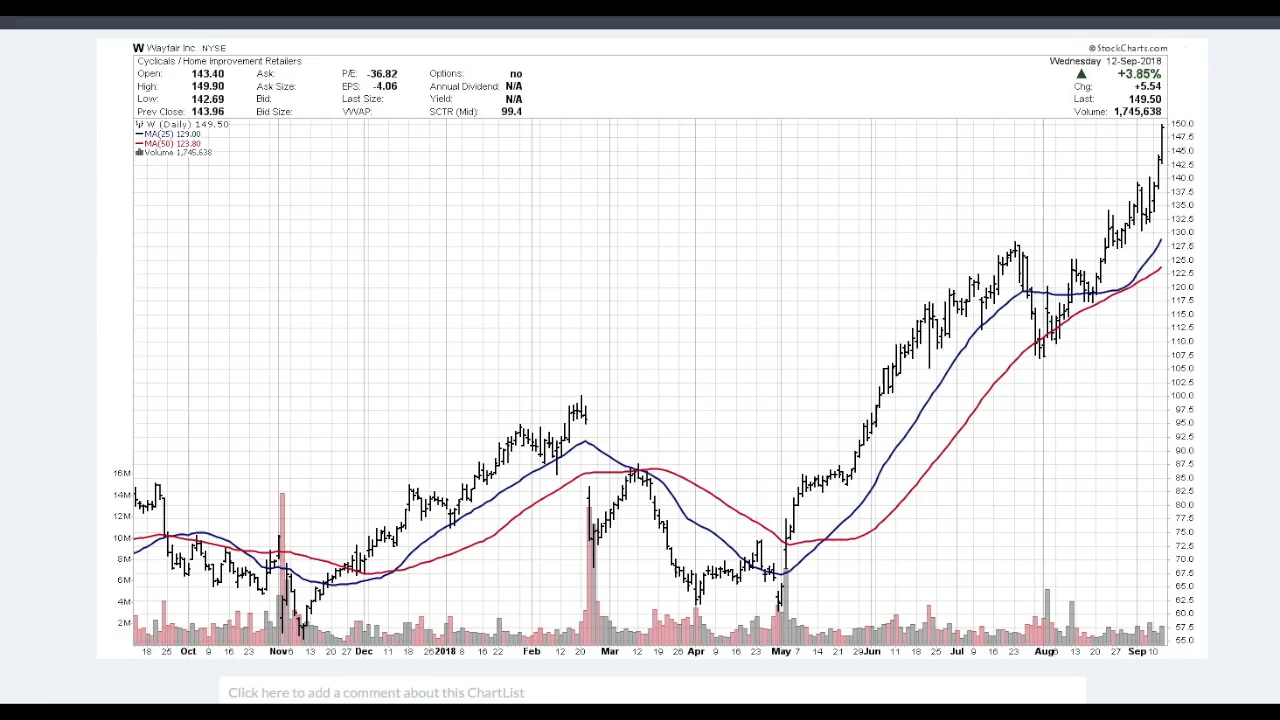 W Wayfair Inc. NYSE
© StockCharts.com
Cyclicals / Home Improvement Retailers
Wednesday 12-Sep-2018
Open: 143.40 Ask: P/E: -36.82 Options: no
▲ +3.85%
High: 149.90 Ask Size: EPS: -4.06 Annual Dividend: N/A
Chg: +5.54
Low: 142.69 Bid: Last Size: Yield: N/A
Last: 149.50
Prev Close: 143.96 Bid Size: VWAP: SCTR (Mid): 99.4
Volume: 1,745,638
W (Daily) 149.50
MA(25) 129.00
MA(50) 123.80
Volume 1,745,638
150.0
147.5
145.0
142.5
140.0
137.5
135.0
132.5
130.0
127.5
125.0
122.5
120.0
117.5
115.0
112.5
110.0
107.5
105.0
102.5
100.0
97.5
95.0
92.5
90.0
87.5
85.0
82.5
80.0
77.5
75.0
72.5
70.0
67.5
65.0
62.5
60.0
57.5
55.0
16M
14M
12M
10M
8M
6M
4M
2M
18 25 Oct 9 16 23 Nov 6 13 20 27 Dec 11 18 26 2018 8 16 22 Feb 12 20 Mar 12 19 26 Apr 9 16 23 May 7 14 21 29 Jun 11 18 25 Jul 9 16 23 Aug 6 13 20 27 Sep 10
Click here to add a comment about this ChartList